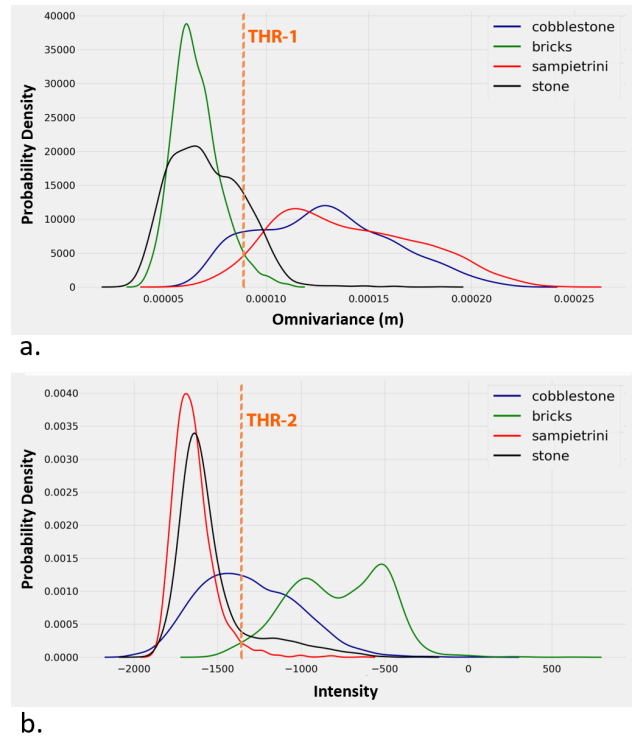 40000
35000
30000
25000
20000
15000
10000
5000
0
Probability Density
THR-1
cobblestone
bricks
sampietrini
stone
0.00005
0.00010
0.00015
0.00020
0.00025
Omnivariance (m)
a.
0.0040
0.0035
0.0030
0.0025
0.0020
0.0015
0.0010
0.0005
0.0000
Probability Density
THR-2
cobblestone
bricks
sampietrini
stone
−2000
−1500
−1000
−500
0
500
Intensity
b.